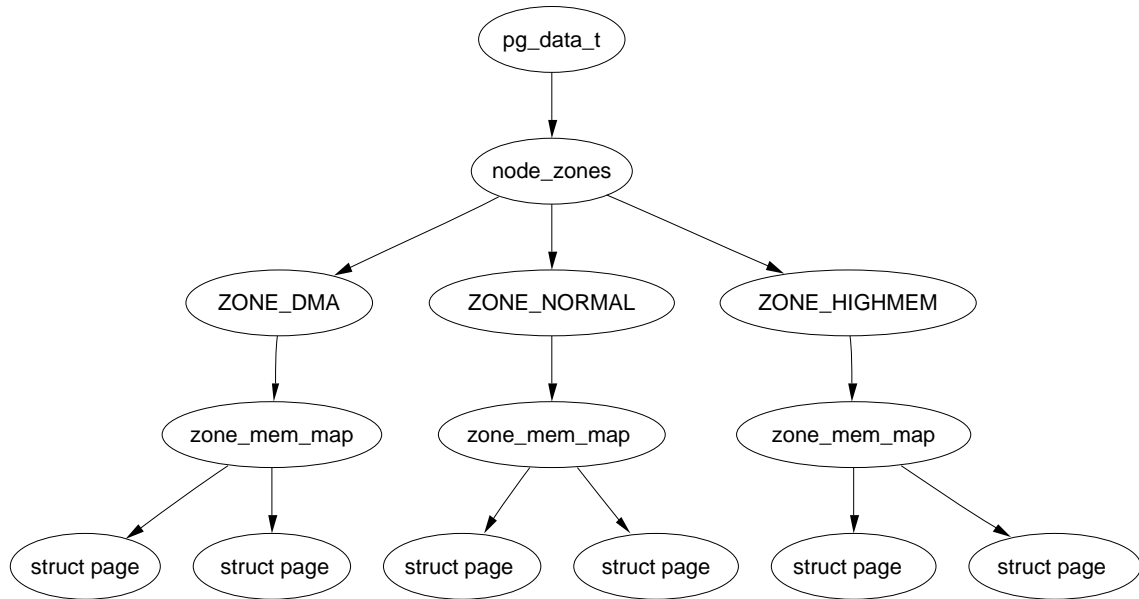 pg_data_t
node_zones
ZONE_DMA
ZONE_NORMAL
ZONE_HIGHMEM
zone_mem_map
zone_mem_map
zone_mem_map
struct page
struct page
struct page
struct page
struct page
struct page